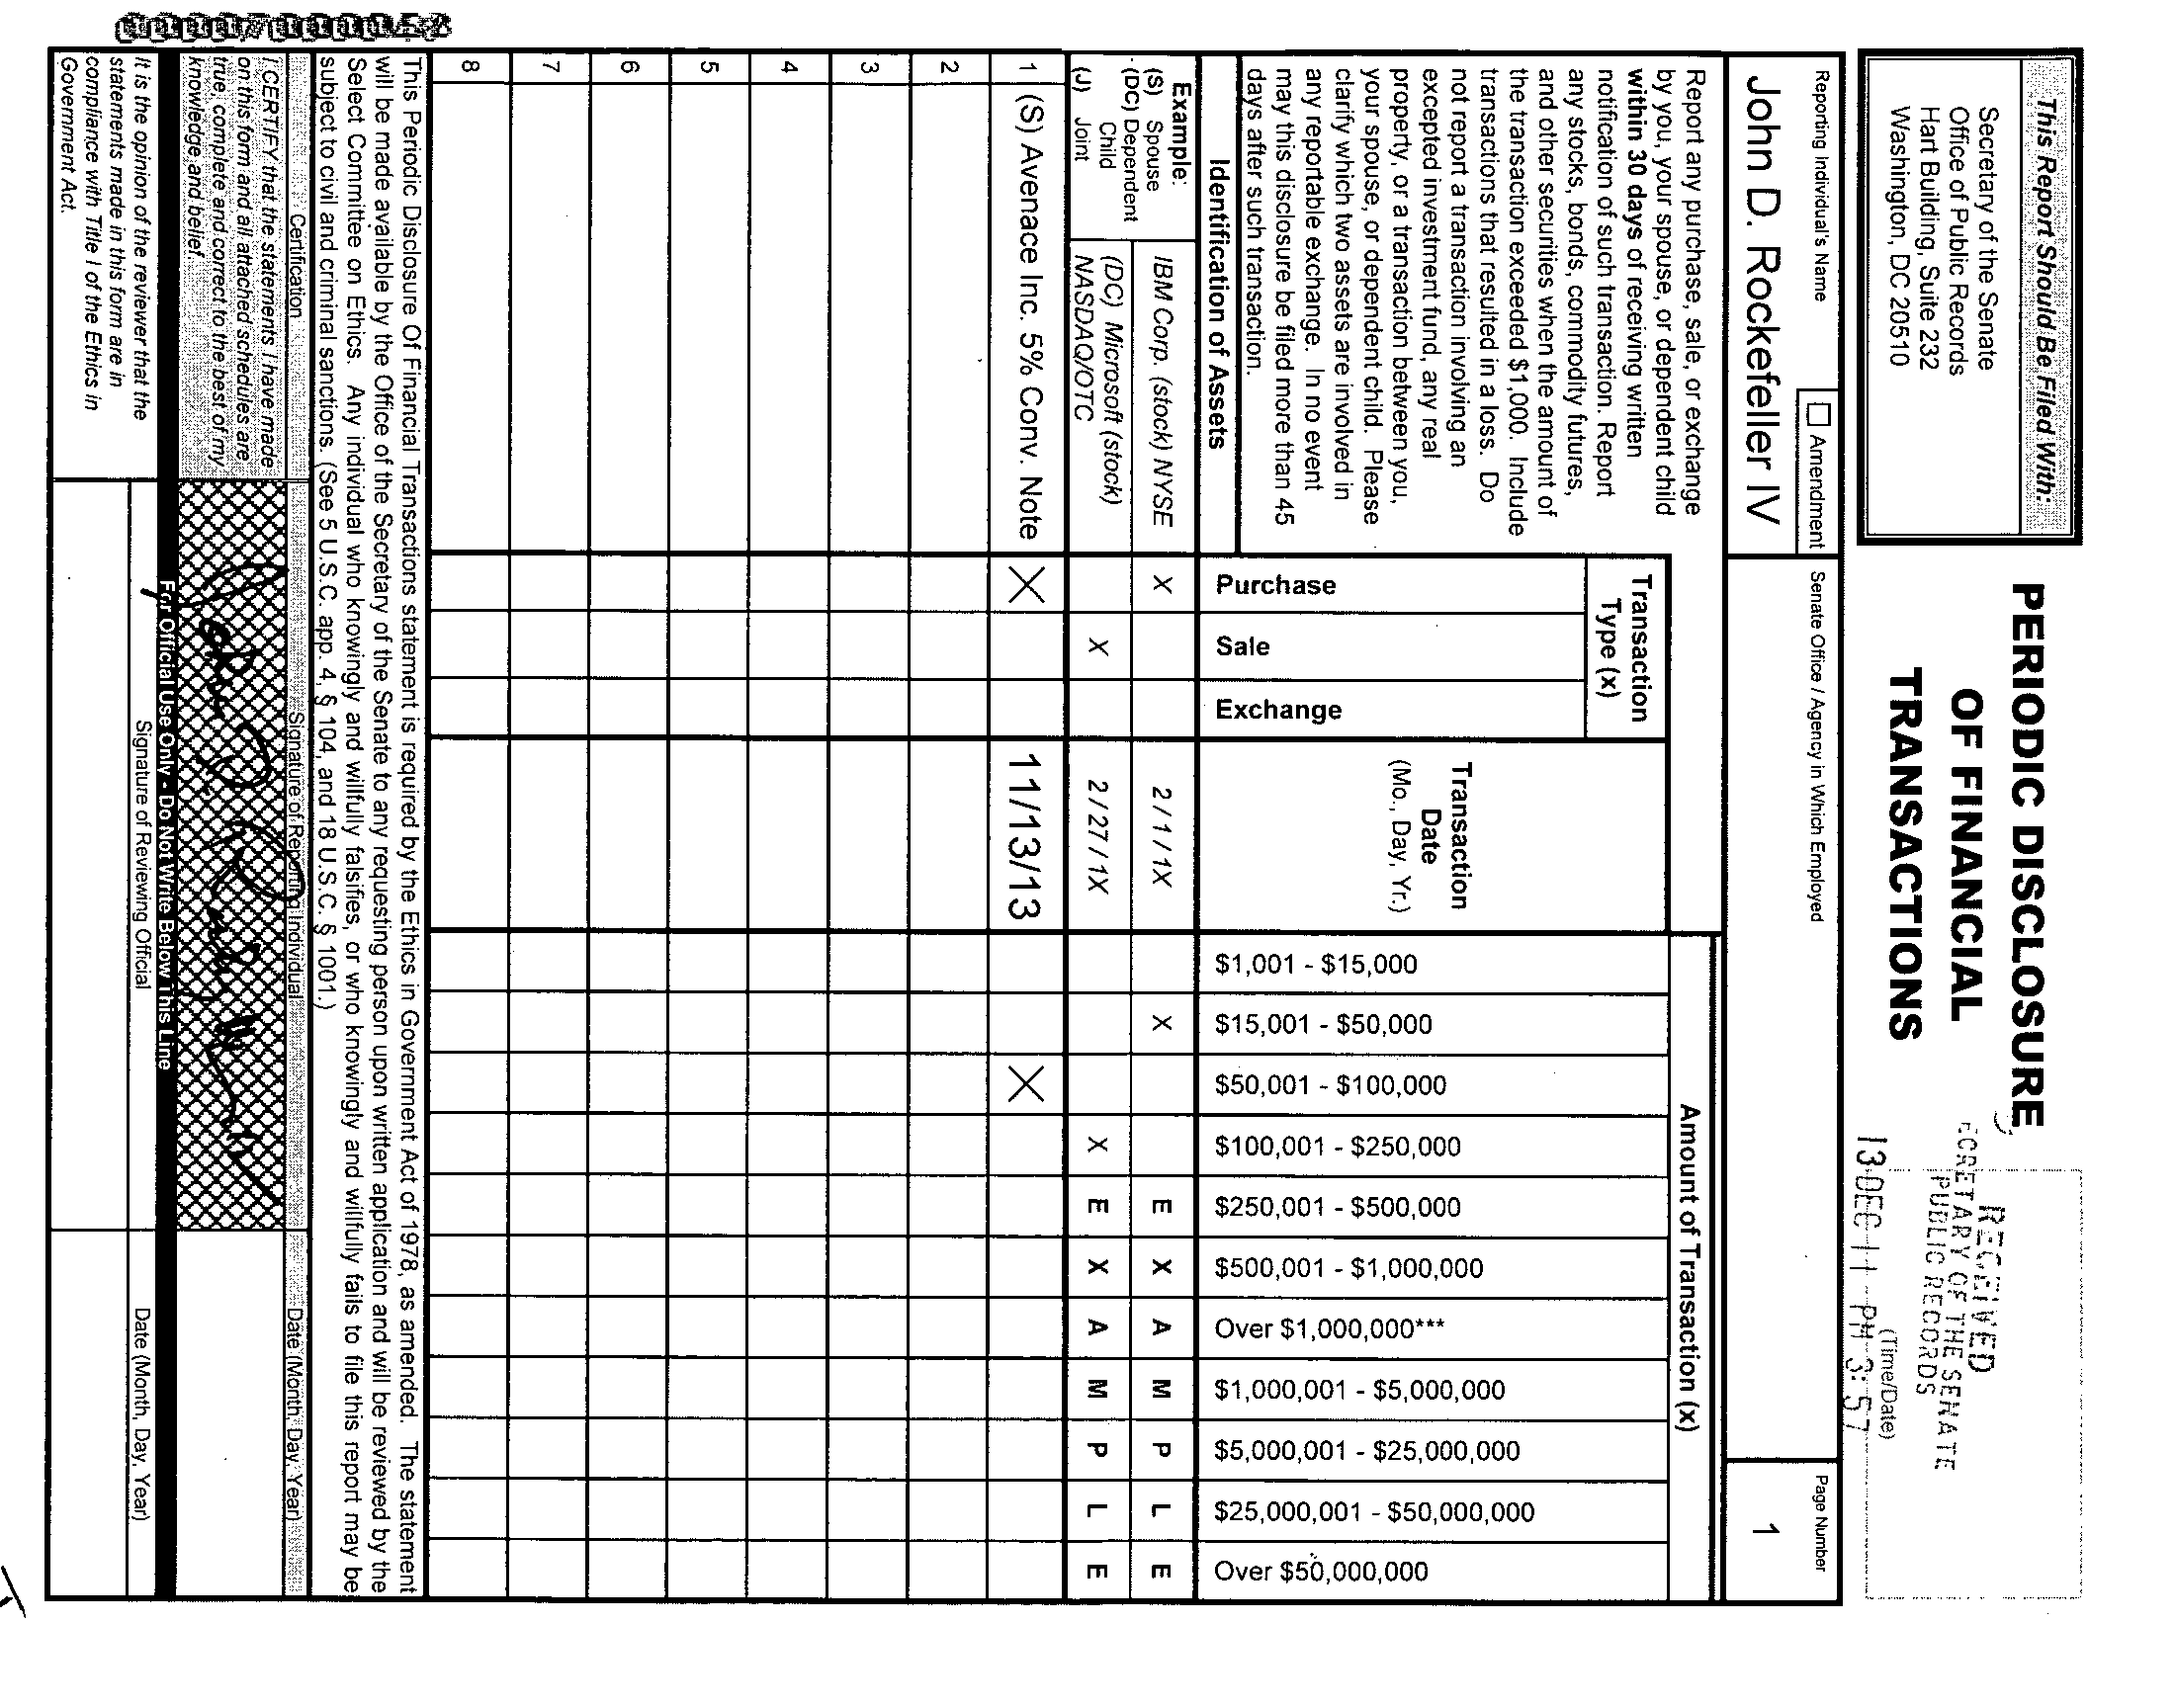 This Report Should Be Filed With:
Secretary of the Senate
Office of Public Records
Hart Building, Suite 232
Washington, DC 20510
PERIODIC DISCLOSURE
OF FINANCIAL
TRANSACTIONS
RECEIVED
SECRETARY OF THE SENATE
PUBLIC RECORDS
(Time/Date)
13 DEC 11 PM 3:57
Reporting Individual's Name
Amendment
Senate Office / Agency in Which Employed
Page Number
John D. Rockefeller IV
1
Report any purchase, sale, or exchange
by you, your spouse, or dependent child
within 30 days of receiving written
notification of such transaction. Report
any stocks, bonds, commodity futures,
and other securities when the amount of
the transaction exceeded $1,000. Include
transactions that resulted in a loss. Do
not report a transaction involving an
excepted investment fund, any real
property, or a transaction between you,
your spouse, or dependent child. Please
clarify which two assets are involved in
any reportable exchange. In no event
may this disclosure be filed more than 45
days after such transaction.
Identification of Assets
Transaction
Type (x)
Purchase
Sale
Exchange
Transaction
Date
(Mo., Day, Yr.)
Amount of Transaction (x)
$1,001 - $15,000
$15,001 - $50,000
$50,001 - $100,000
$100,001 - $250,000
$250,001 - $500,000
$500,001 - $1,000,000
Over $1,000,000***
$1,000,001 - $5,000,000
$5,000,001 - $25,000,000
$25,000,001 - $50,000,000
Over $50,000,000
Example:
(S) Spouse
(DC) Dependent
Child
(J) Joint
IBM Corp. (stock) NYSE X 2/1/1X X E X A M P L E
(DC) Microsoft (stock)
NASDAQ/OTC X 2/27/1X X E X A M P L E
1 (S) Avenace Inc. 5% Conv. Note X 11/13/13 X
2
3
4
5
6
7
8
This Periodic Disclosure Of Financial Transactions statement is required by the Ethics in Government Act of 1978, as amended. The statement
will be made available by the Office of the Secretary of the Senate to any requesting person upon written application and will be reviewed by the
Select Committee on Ethics. Any individual who knowingly and willfully falsifies, or who knowingly and willfully fails to file this report may be
subject to civil and criminal sanctions. (See 5 U.S.C. app. 4, § 104, and 18 U.S.C. § 1001.)
Certification
Signature of Reporting Individual
Date (Month, Day, Year)
I CERTIFY that the statements I have made
on this form and all attached schedules are
true, complete and correct to the best of my
knowledge and belief.
For Official Use Only - Do Not Write Below This Line
It is the opinion of the reviewer that the
statements made in this form are in
compliance with Title I of the Ethics in
Government Act.
Signature of Reviewing Official
Date (Month, Day, Year)